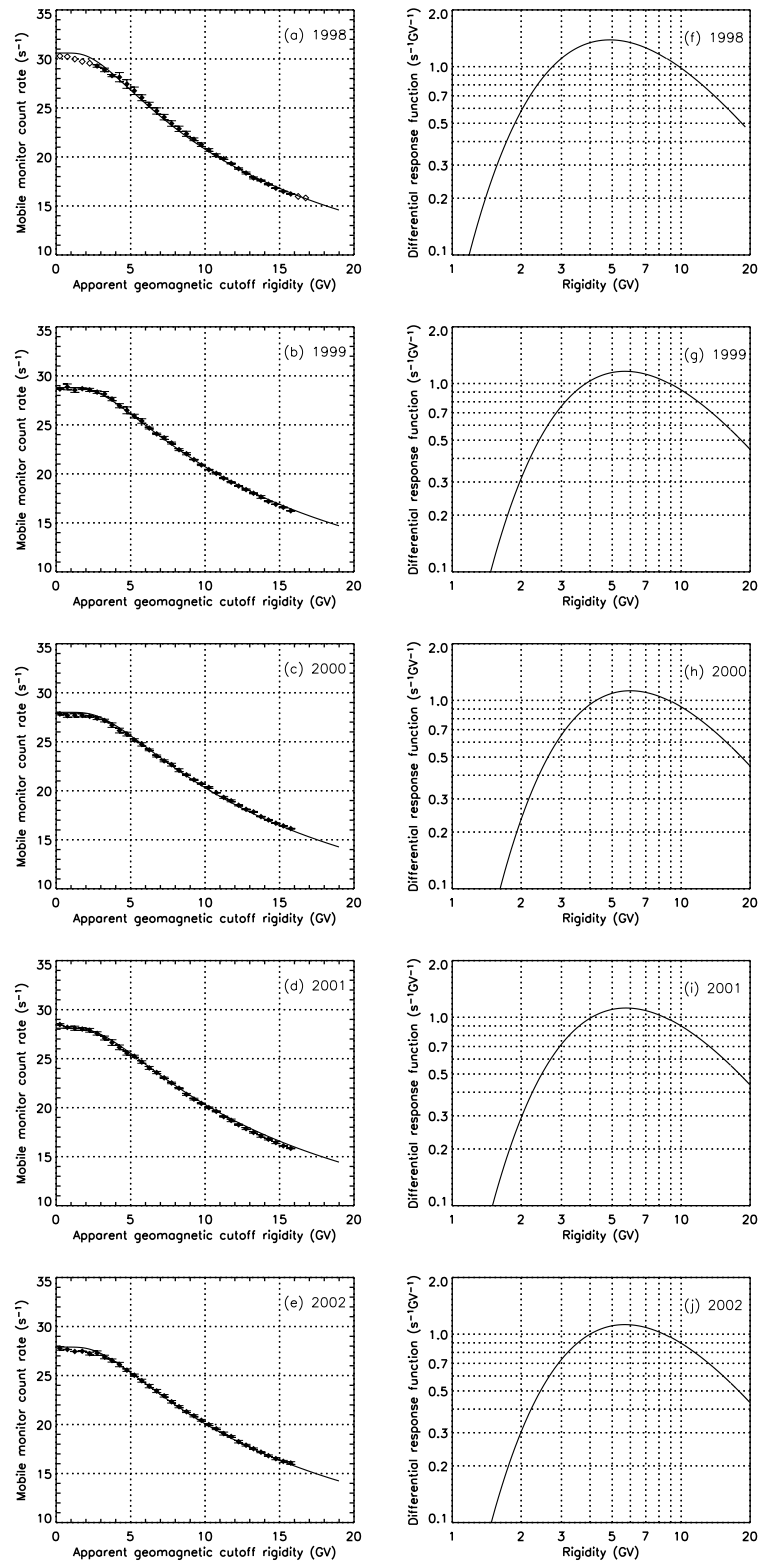 (a) 1998
Mobile monitor count rate (s⁻¹)
35
30
25
20
15
10
0 5 10 15 20
Apparent geomagnetic cutoff rigidity (GV)
(f) 1998
Differential response function (s⁻¹GV⁻¹)
2.0
1.0
0.7
0.5
0.3
0.2
0.1
1 2 3 5 7 10 20
Rigidity (GV)
(b) 1999
Mobile monitor count rate (s⁻¹)
35
30
25
20
15
10
0 5 10 15 20
Apparent geomagnetic cutoff rigidity (GV)
(g) 1999
Differential response function (s⁻¹GV⁻¹)
2.0
1.0
0.7
0.5
0.3
0.2
0.1
1 2 3 5 7 10 20
Rigidity (GV)
(c) 2000
Mobile monitor count rate (s⁻¹)
35
30
25
20
15
10
0 5 10 15 20
Apparent geomagnetic cutoff rigidity (GV)
(h) 2000
Differential response function (s⁻¹GV⁻¹)
2.0
1.0
0.7
0.5
0.3
0.2
0.1
1 2 3 5 7 10 20
Rigidity (GV)
(d) 2001
Mobile monitor count rate (s⁻¹)
35
30
25
20
15
10
0 5 10 15 20
Apparent geomagnetic cutoff rigidity (GV)
(i) 2001
Differential response function (s⁻¹GV⁻¹)
2.0
1.0
0.7
0.5
0.3
0.2
0.1
1 2 3 5 7 10 20
Rigidity (GV)
(e) 2002
Mobile monitor count rate (s⁻¹)
35
30
25
20
15
10
0 5 10 15 20
Apparent geomagnetic cutoff rigidity (GV)
(j) 2002
Differential response function (s⁻¹GV⁻¹)
2.0
1.0
0.7
0.5
0.3
0.2
0.1
1 2 3 5 7 10 20
Rigidity (GV)